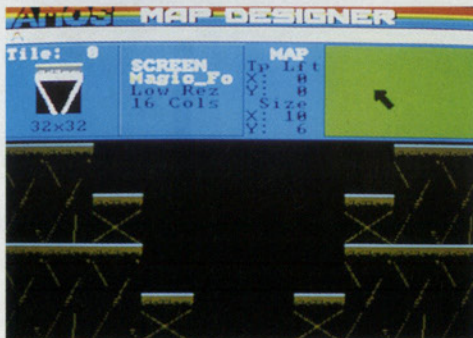 AMOS MAP DESIGNER
Tile: 0
32x32
SCREEN
Magic_Fo
Low Rez
16 Cols
MAP
Tp Lft
X: 0
Y: 0
Size
X: 10
Y: 6